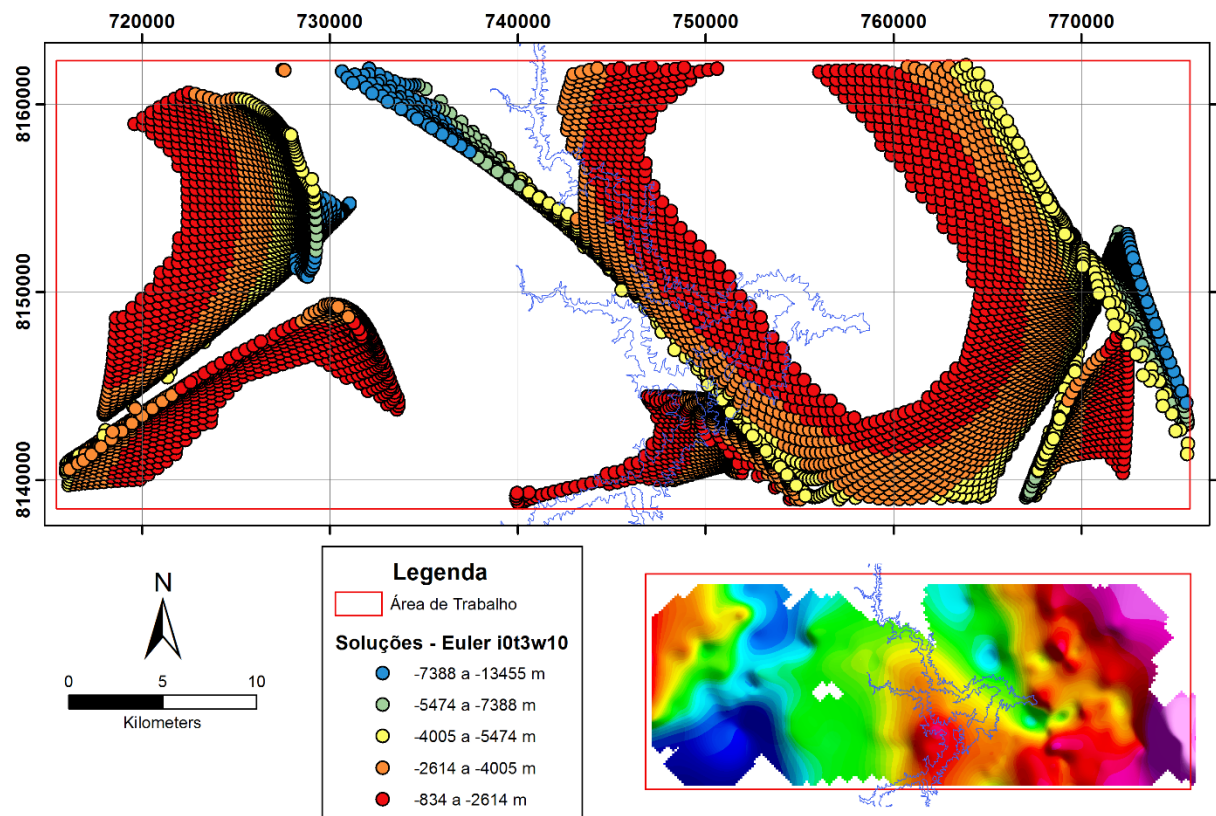 720000 730000 740000 750000 760000 770000
8160000
8150000
8140000
N
0 5 10
Kilometers
Legenda
Área de Trabalho
Soluções - Euler i0t3w10
-7388 a -13455 m
-5474 a -7388 m
-4005 a -5474 m
-2614 a -4005 m
-834 a -2614 m